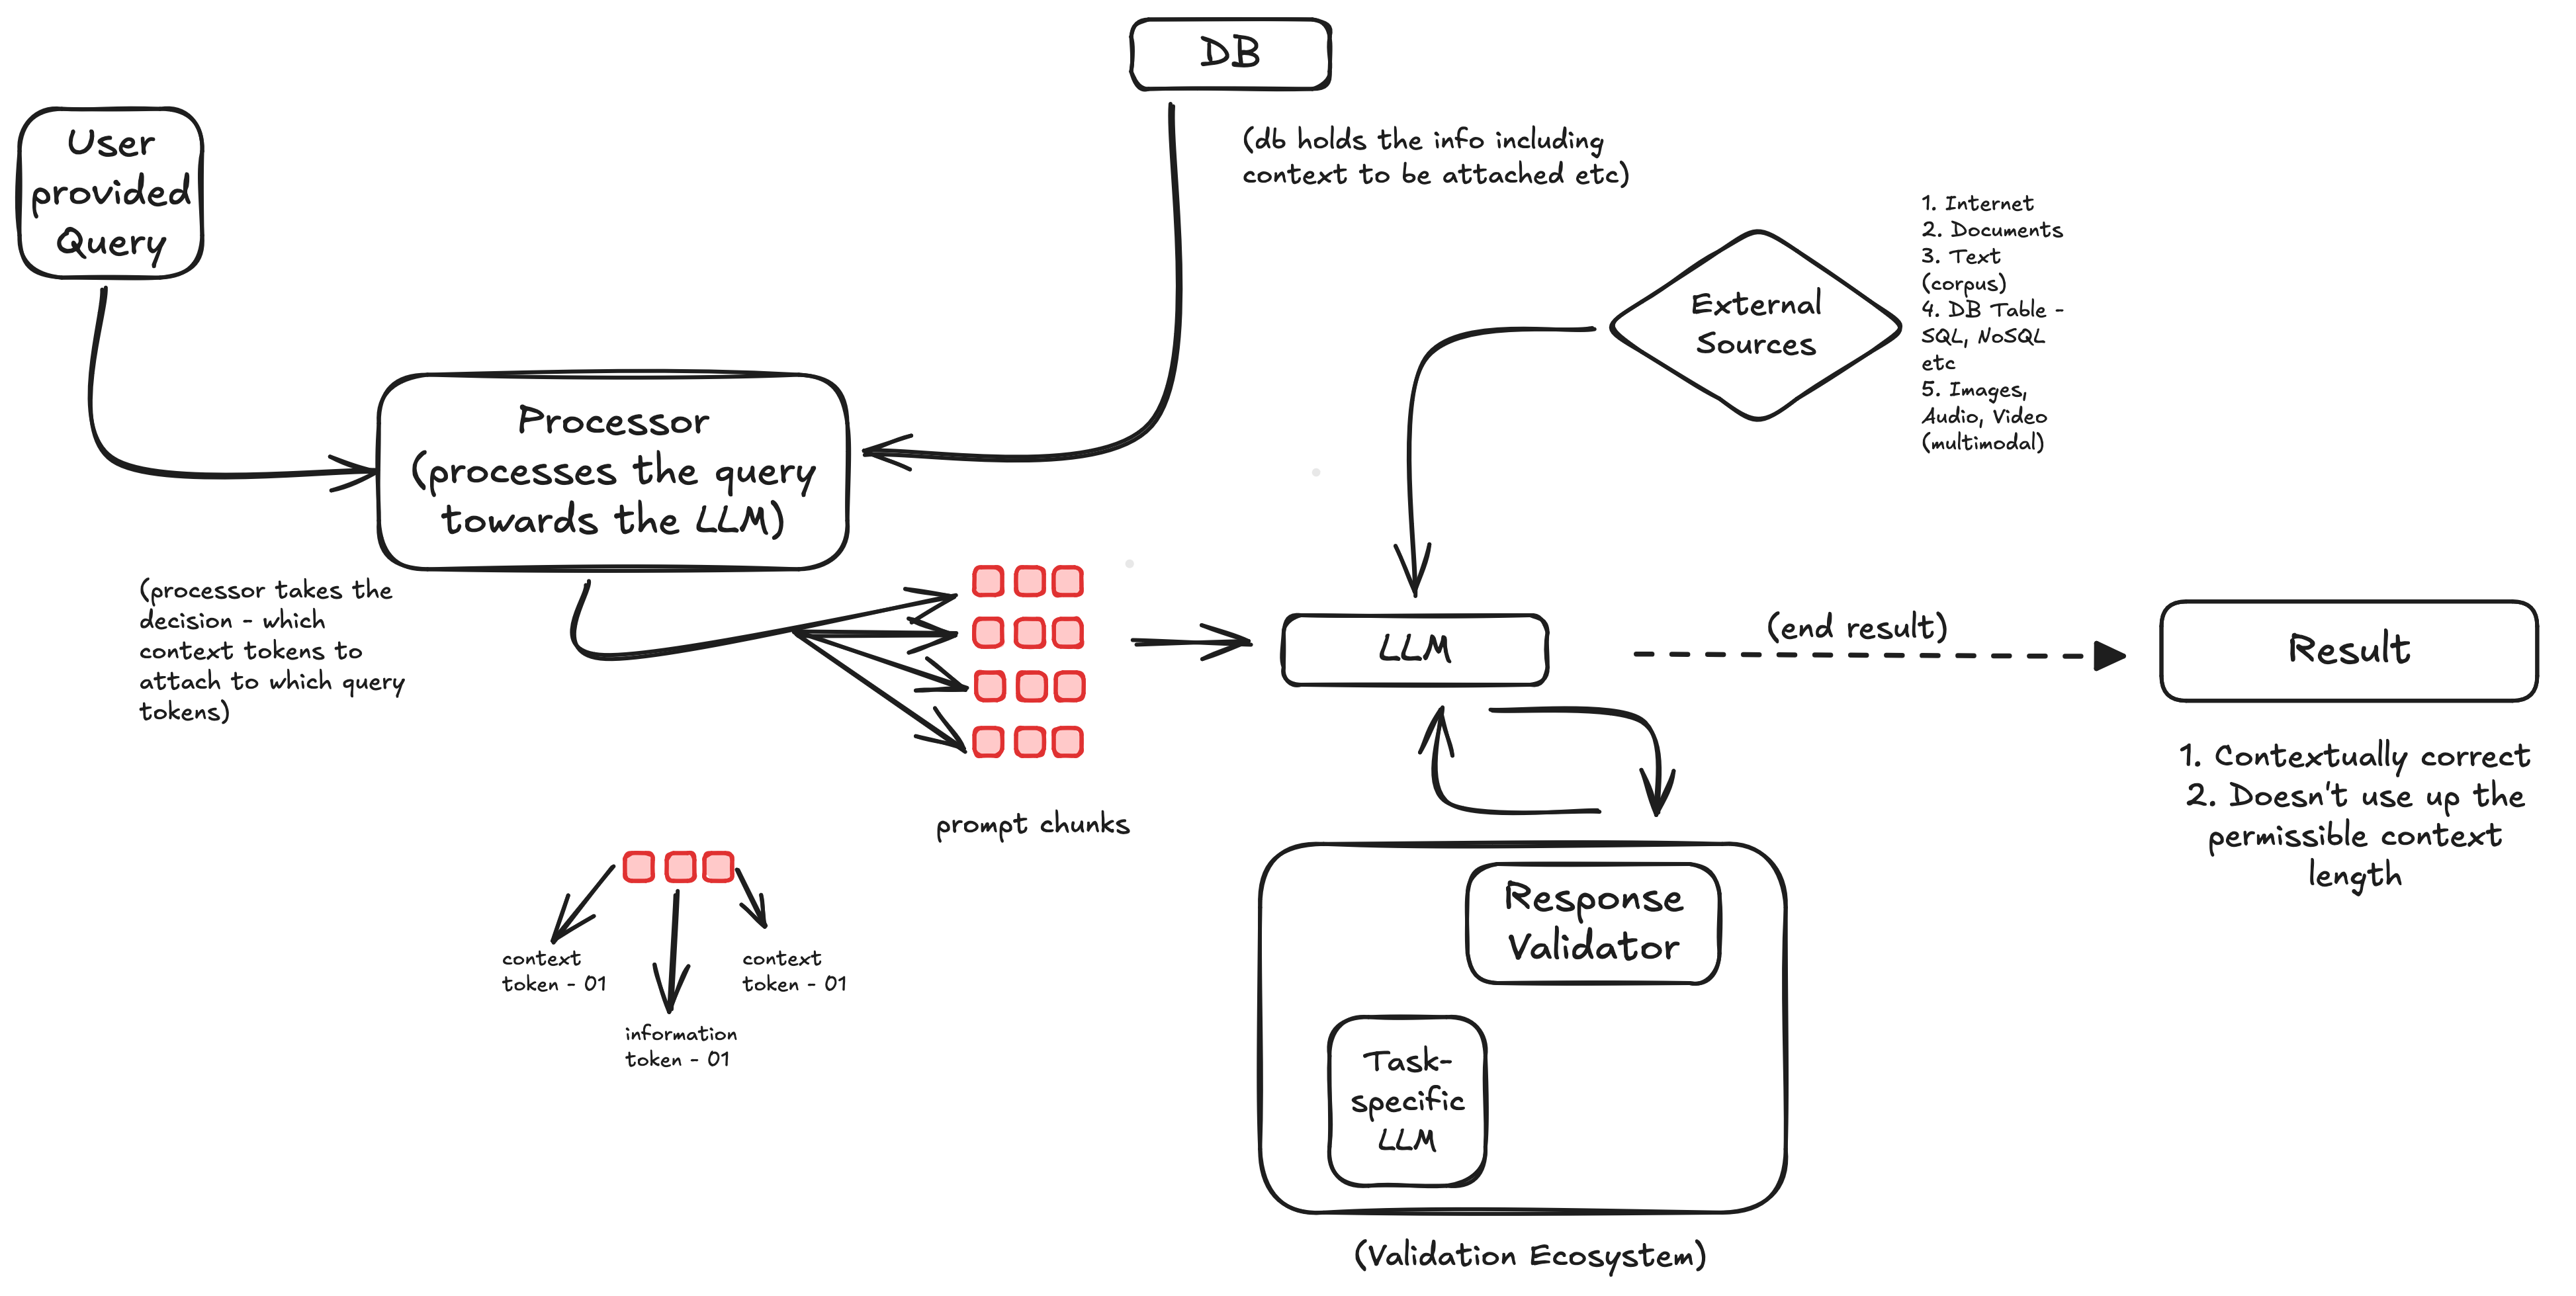 DB
User
provided
Query
(db holds the info including
context to be attached etc)
1. Internet
2. Documents
3. Text
(corpus)
4. DB Table -
SQL, NoSQL
etc
5. Images,
Audio, Video
(multimodal)
External
Sources
Processor
(processes the query
towards the LLM)
(processor takes the
decision - which
context tokens to
attach to which query
tokens)
prompt chunks
context
token - 01
information
token - 01
context
token - 01
LLM
(end result)
Result
1. Contextually correct
2. Doesn't use up the
permissible context
length
Response
Validator
Task-
specific
LLM
(Validation Ecosystem)